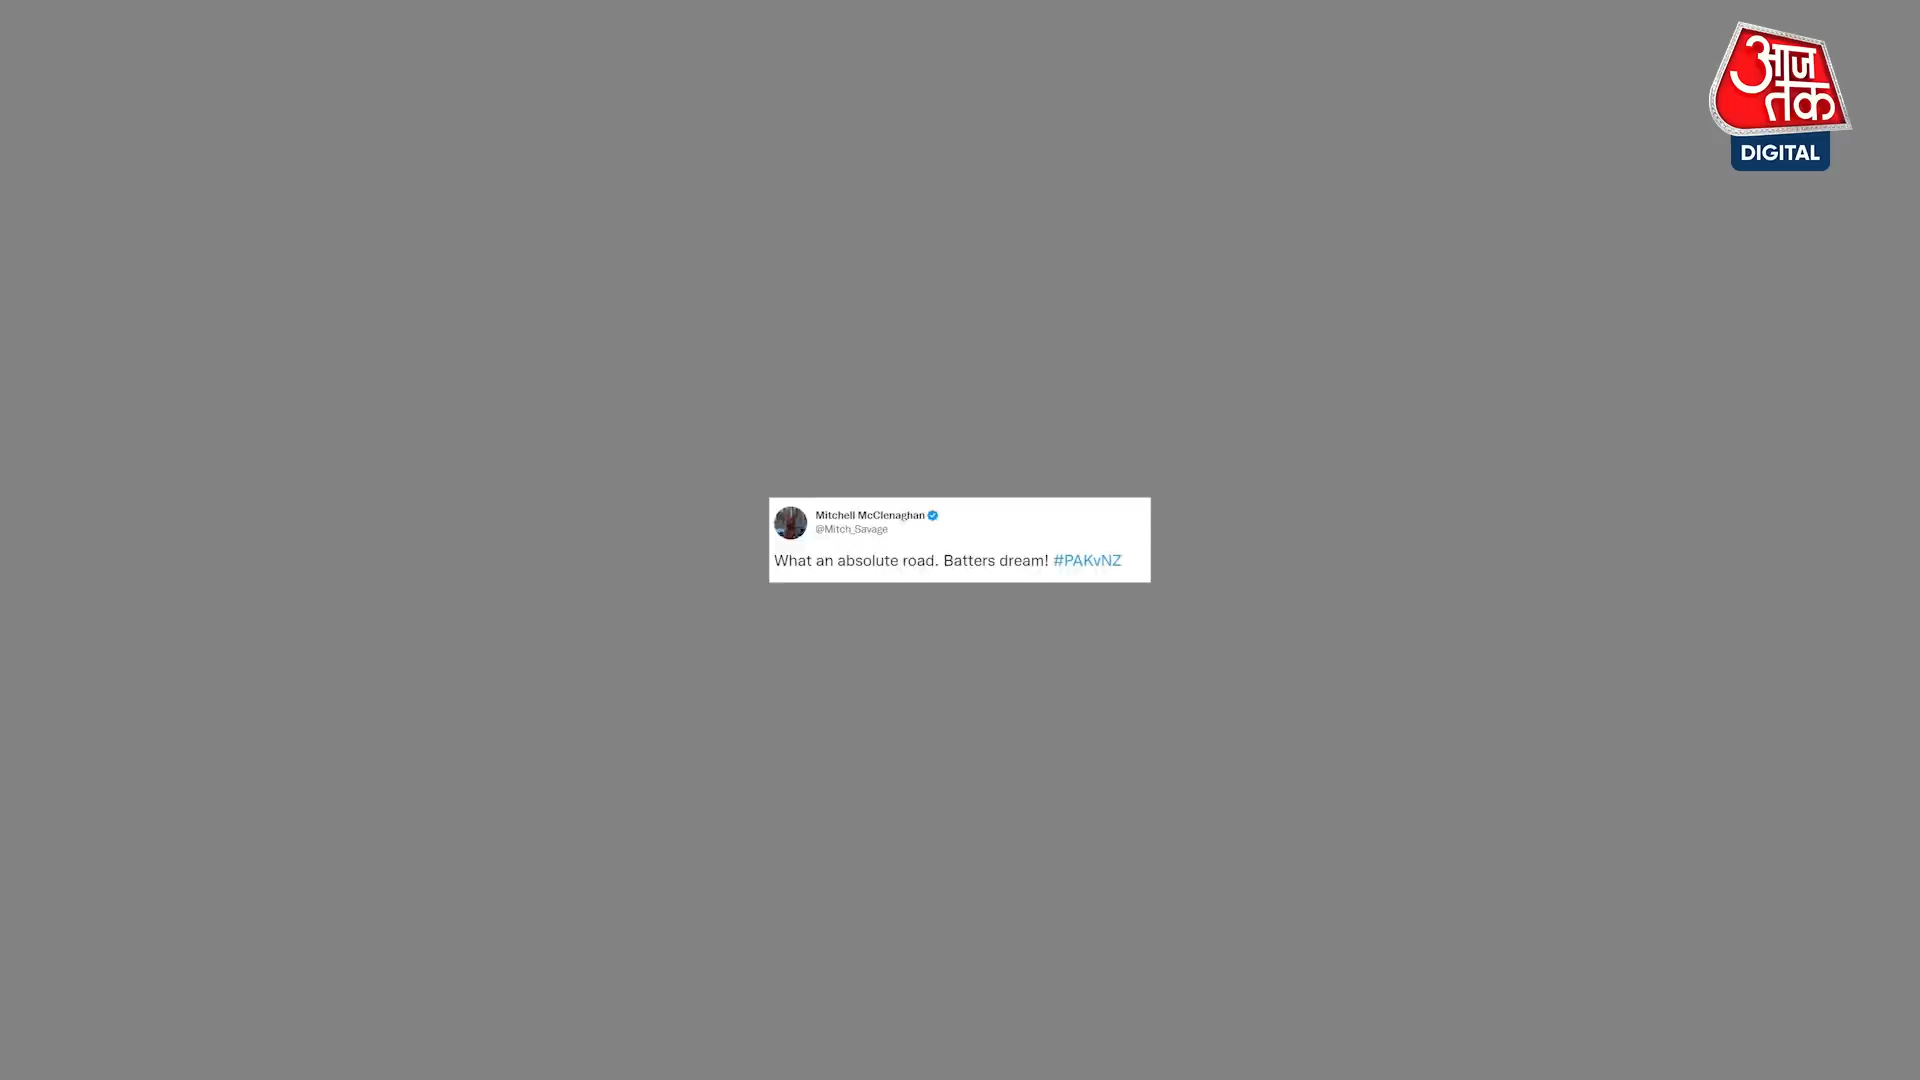 आज
तक
DIGITAL
Mitchell McClenaghan
@Mitch_Savage
What an absolute road. Batters dream! #PAKvNZ